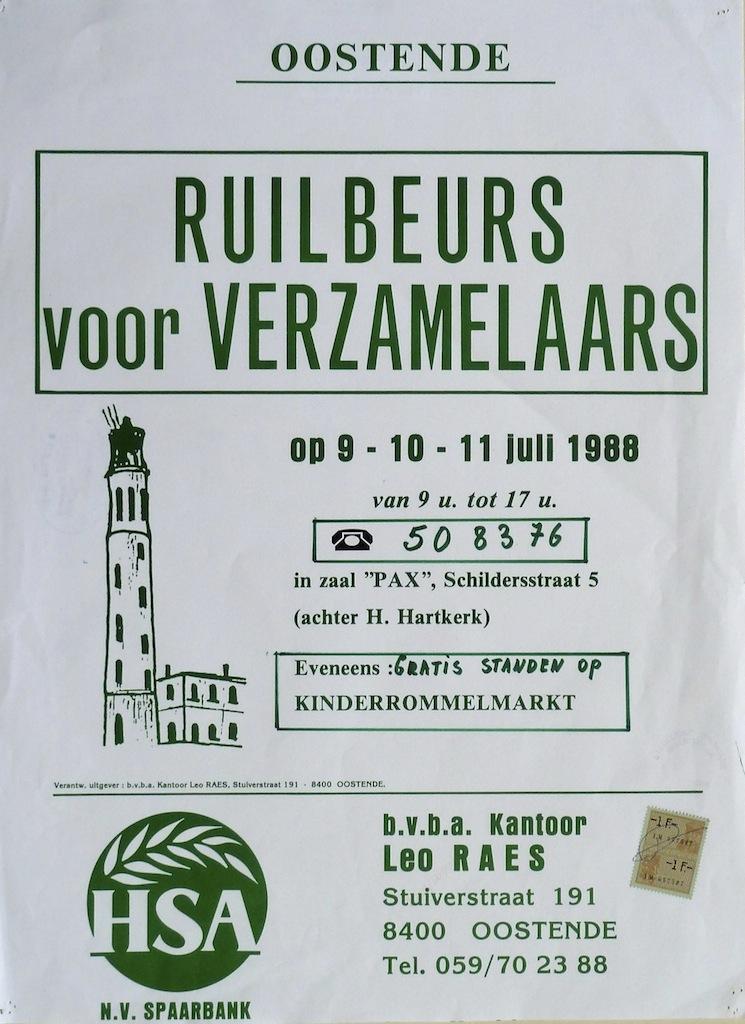 OOSTENDE
RUILBEURS
voor VERZAMELAARS
op 9 - 10 - 11 juli 1988
van 9 u. tot 17 u.
☎ 50 83 76
in zaal "PAX", Schildersstraat 5
(achter H. Hartkerk)
Eveneens : GRATIS STANDEN OP
KINDERROMMELMARKT
Verantw. uitgever : b.v.b.a. Kantoor Leo RAES, Stuiverstraat 191 - 8400 OOSTENDE.
HSA
N.V. SPAARBANK
b.v.b.a. Kantoor
Leo RAES
Stuiverstraat 191
8400 OOSTENDE
Tel. 059/70 23 88
-1 F.-
-1 F.-